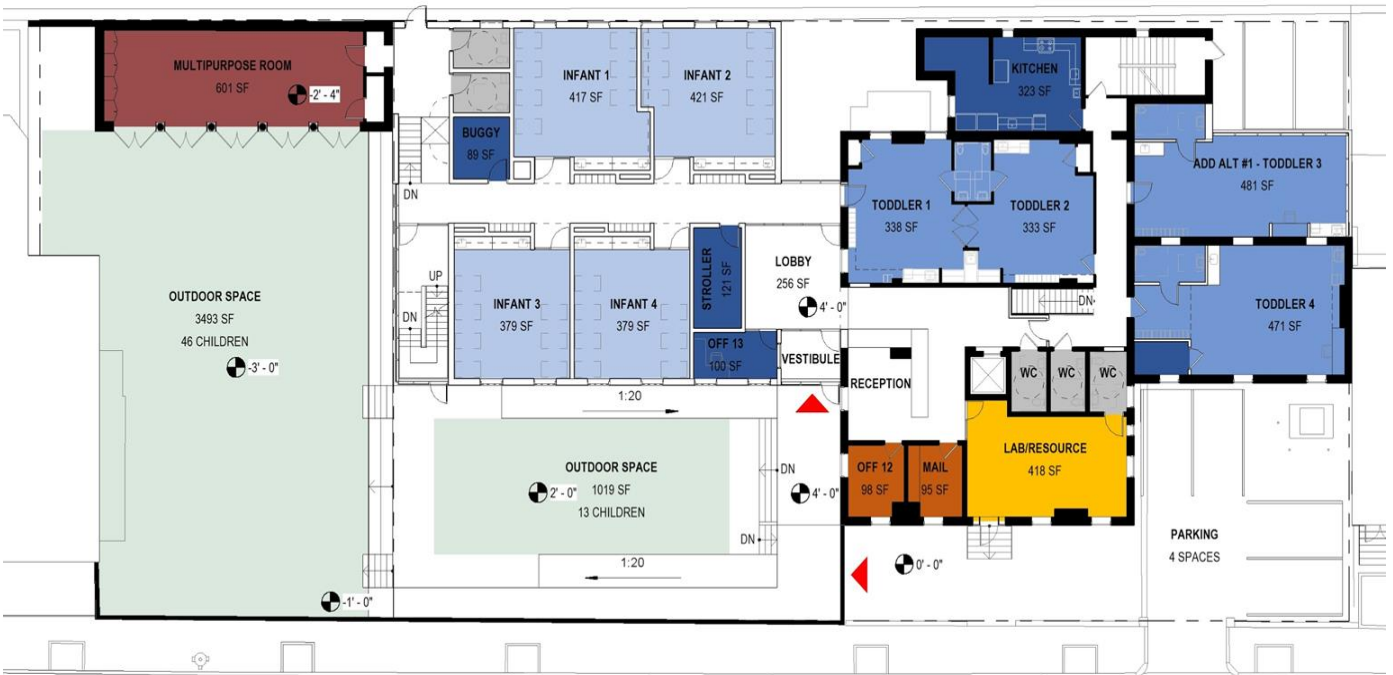 MULTIPURPOSE ROOM
601 SF
-2' - 4"
INFANT 1
417 SF
INFANT 2
421 SF
KITCHEN
323 SF
BUGGY
89 SF
DN
ADD ALT #1 - TODDLER 3
481 SF
TODDLER 1
338 SF
TODDLER 2
333 SF
OUTDOOR SPACE
3493 SF
46 CHILDREN
-3' - 0"
UP
DN
INFANT 3
379 SF
INFANT 4
379 SF
STROLLER
121 SF
LOBBY
256 SF
4' - 0"
DN
TODDLER 4
471 SF
OFF 13
100 SF
VESTIBULE
RECEPTION
WC
WC
WC
1:20
LAB/RESOURCE
418 SF
OUTDOOR SPACE
1019 SF
13 CHILDREN
2' - 0"
DN
4' - 0"
OFF 12
98 SF
MAIL
95 SF
DN
PARKING
4 SPACES
1:20
0' - 0"
-1' - 0"